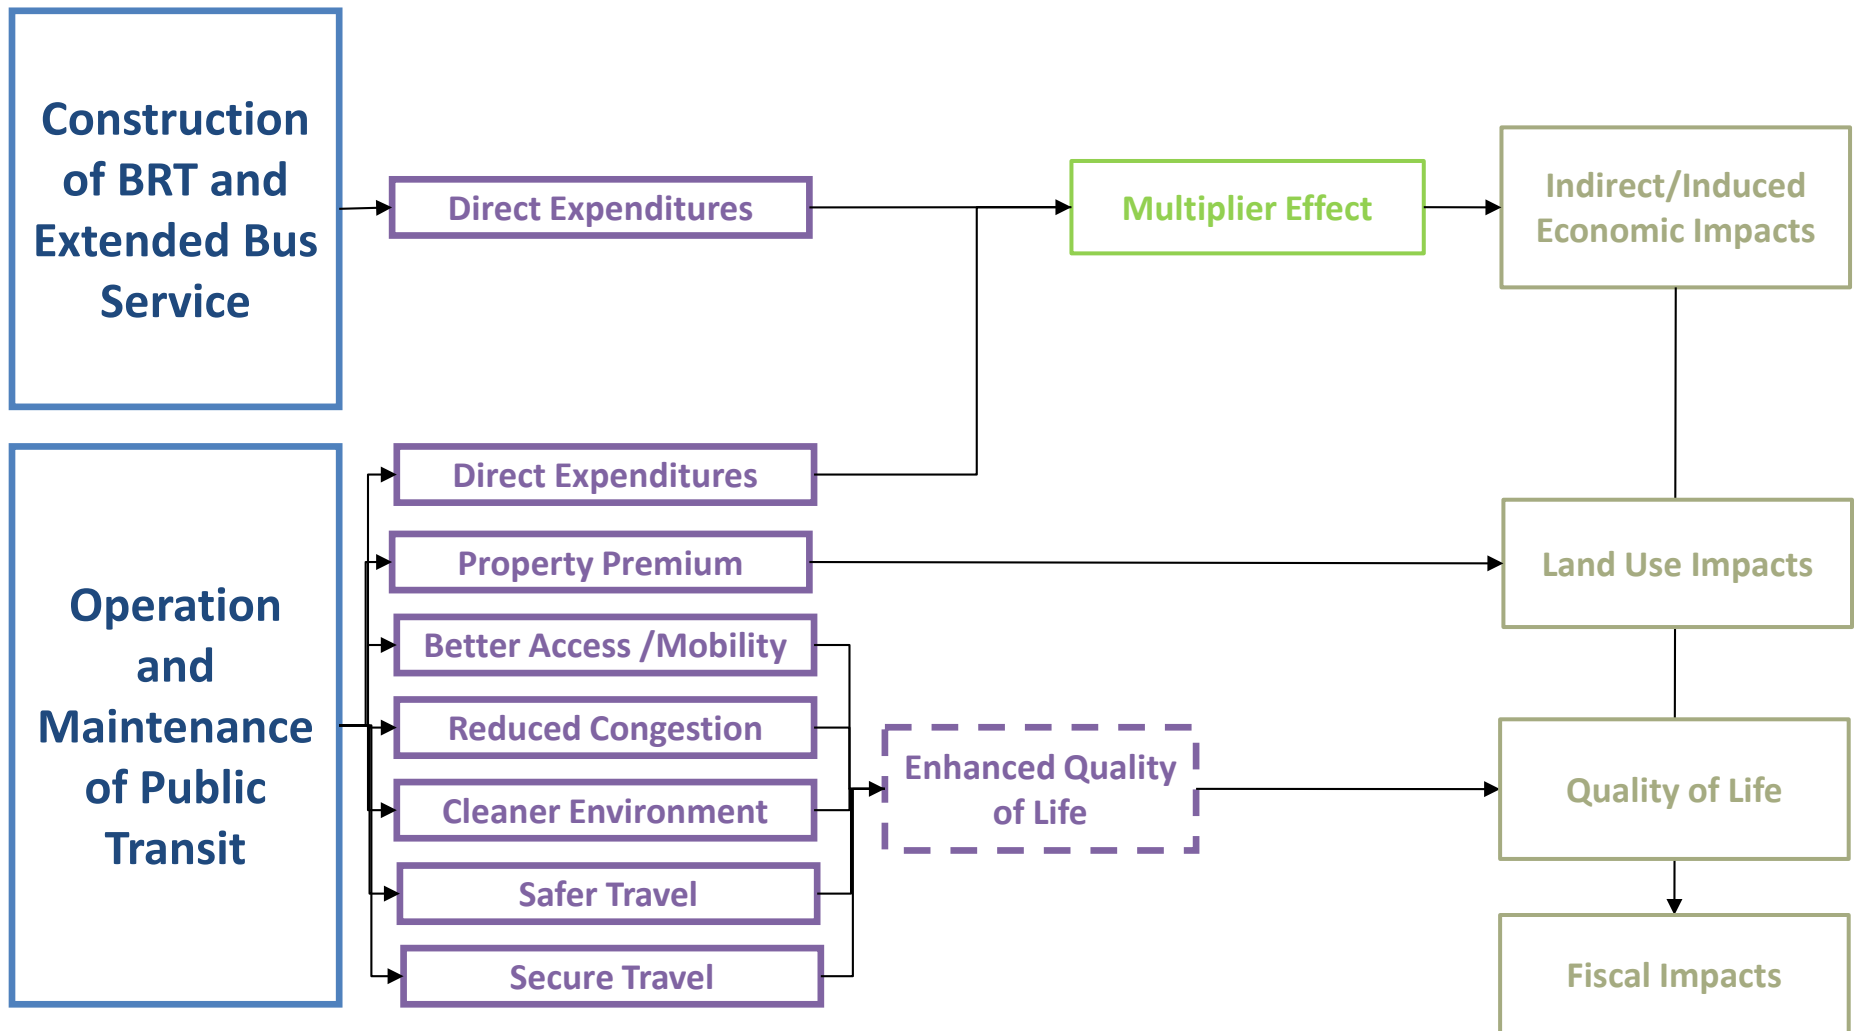 Construction
of BRT and
Extended Bus
Service
Direct Expenditures
Multiplier Effect
Indirect/Induced
Economic Impacts
Operation
and
Maintenance
of Public
Transit
Direct Expenditures
Property Premium
Better Access /Mobility
Reduced Congestion
Cleaner Environment
Safer Travel
Secure Travel
Enhanced Quality
of Life
Land Use Impacts
Quality of Life
Fiscal Impacts